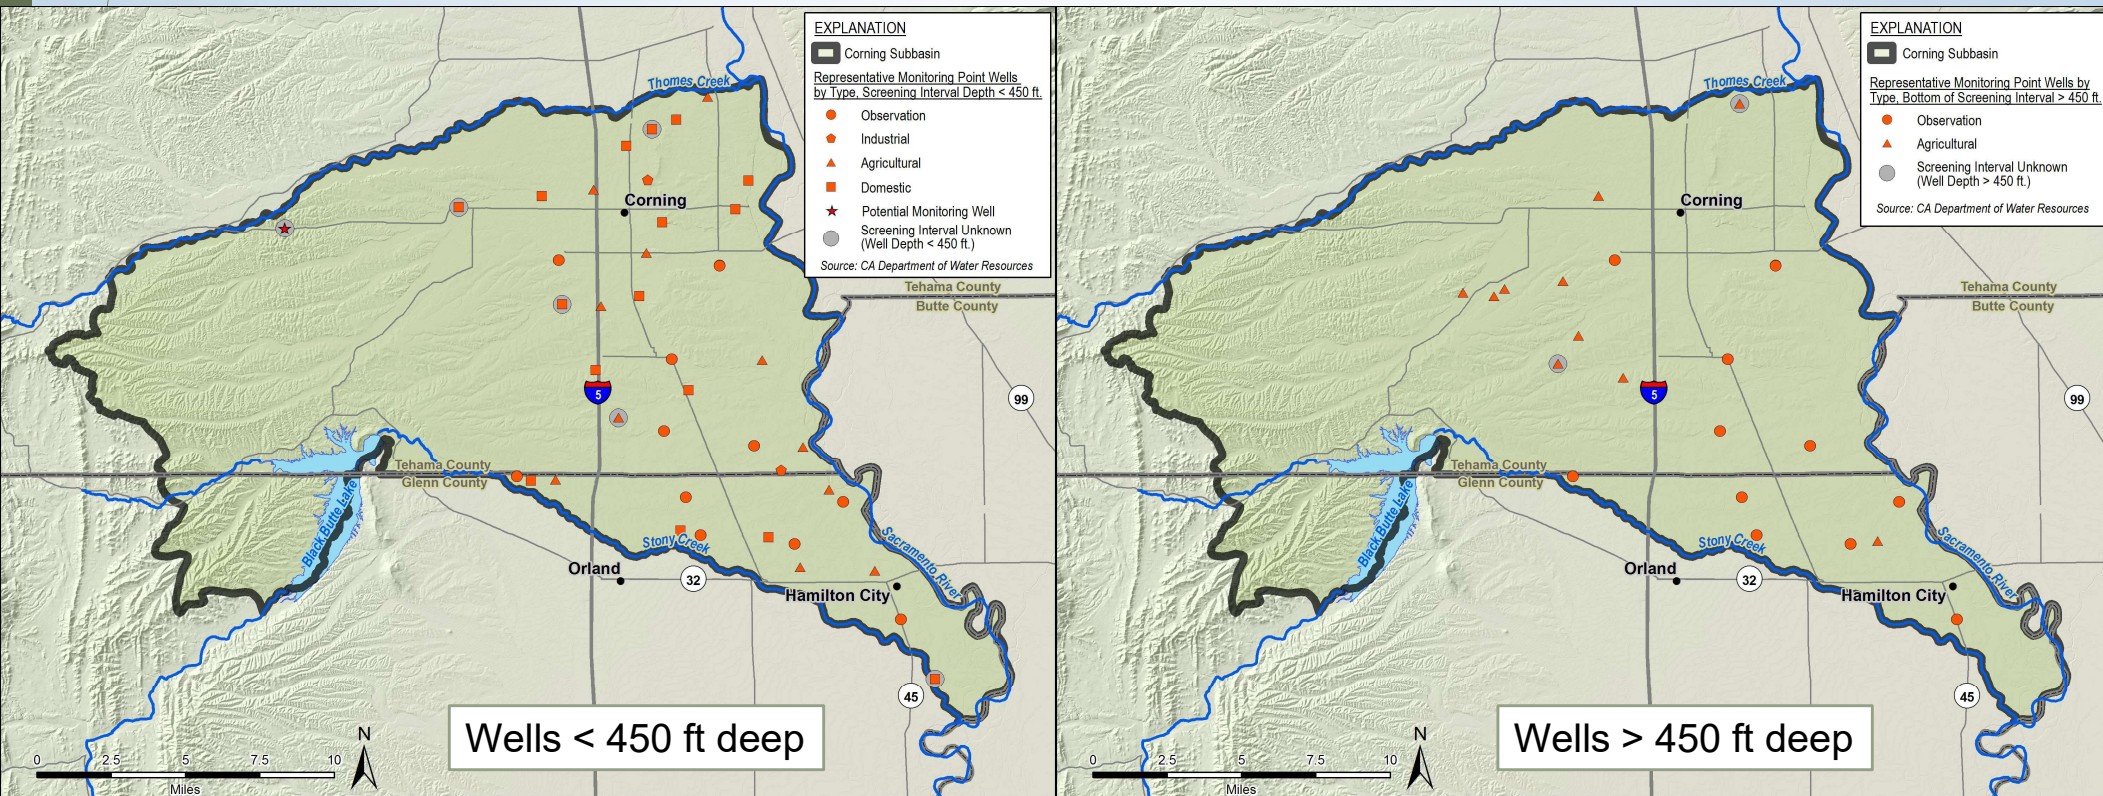 EXPLANATION
Corning Subbasin
Representative Monitoring Point Wells
by Type, Screening Interval Depth < 450 ft.
Observation
Industrial
Agricultural
Domestic
Potential Monitoring Well
Screening Interval Unknown
(Well Depth < 450 ft.)
Source: CA Department of Water Resources
Thomes Creek
Corning
Tehama County
Butte County
5
99
Tehama County
Glenn County
Black Butte Lake
Stony Creek
Sacramento River
Orland
32
Hamilton City
45
Wells < 450 ft deep
N
0 2.5 5 7.5 10
Miles
EXPLANATION
Corning Subbasin
Representative Monitoring Point Wells by
Type, Bottom of Screening Interval > 450 ft.
Observation
Agricultural
Screening Interval Unknown
(Well Depth > 450 ft.)
Source: CA Department of Water Resources
Thomes Creek
Corning
Tehama County
Butte County
5
99
Tehama County
Glenn County
Black Butte Lake
Stony Creek
Sacramento River
Orland
32
Hamilton City
45
Wells > 450 ft deep
N
0 2.5 5 7.5 10
Miles